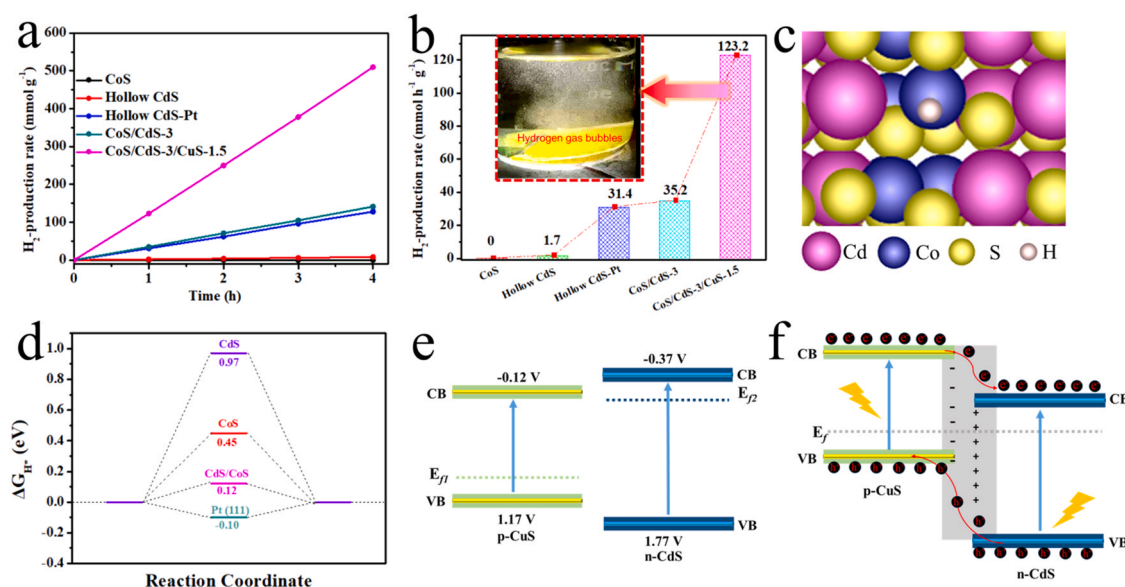 a
H₂-production rate (mmol g⁻¹)
600
500
400
300
200
100
0
CoS
Hollow CdS
Hollow CdS-Pt
CoS/CdS-3
CoS/CdS-3/CuS-1.5
0 1 2 3 4
Time (h)
b
H₂-production rate (mmol h⁻¹ g⁻¹)
120
100
80
60
40
20
0
Hydrogen gas bubbles
0
1.7
31.4
35.2
123.2
CoS
Hollow CdS
Hollow CdS-Pt
CoS/CdS-3
CoS/CdS-3/CuS-1.5
c
Cd Co S H
d
ΔG_H* (eV)
1.0
0.8
0.6
0.4
0.2
0.0
-0.2
-0.4
CdS
0.97
CoS
0.45
CdS/CoS
0.12
Pt (111)
-0.10
Reaction Coordinate
e
-0.12 V
CB
E_f1
VB
1.17 V
p-CuS
-0.37 V
CB
E_f2
VB
1.77 V
n-CdS
f
CB
E_f
VB
p-CuS
CB
VB
n-CdS